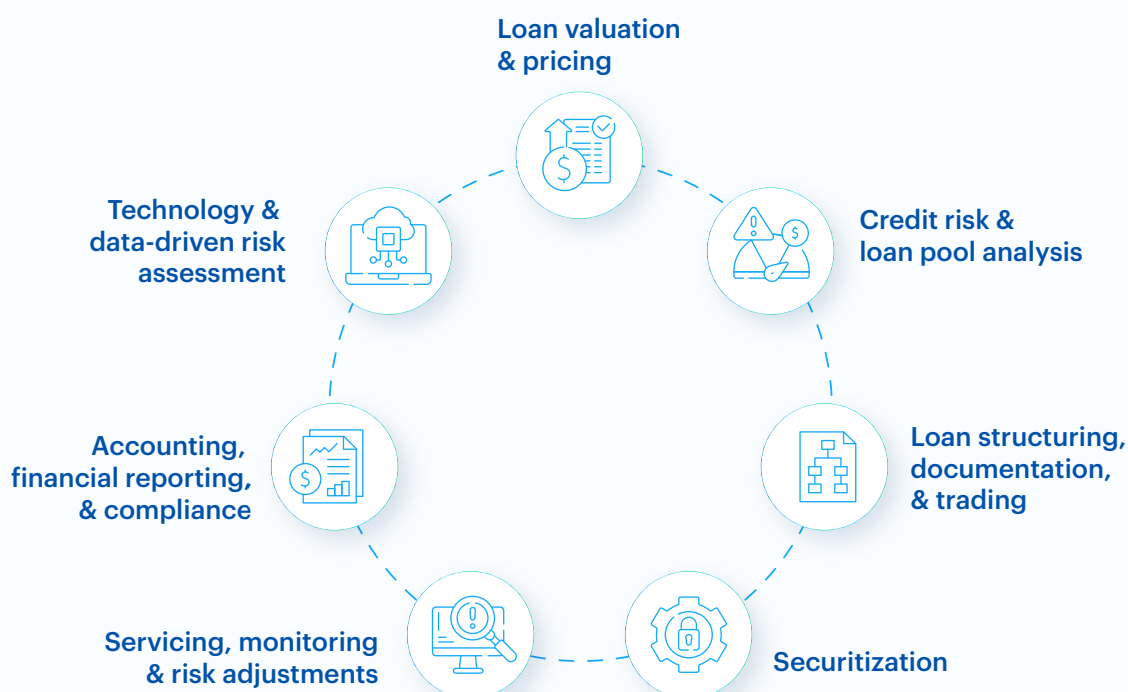 Loan valuation
& pricing
Credit risk &
loan pool analysis
Loan structuring,
documentation,
& trading
Securitization
Servicing, monitoring
& risk adjustments
Accounting,
financial reporting,
& compliance
Technology &
data-driven risk
assessment